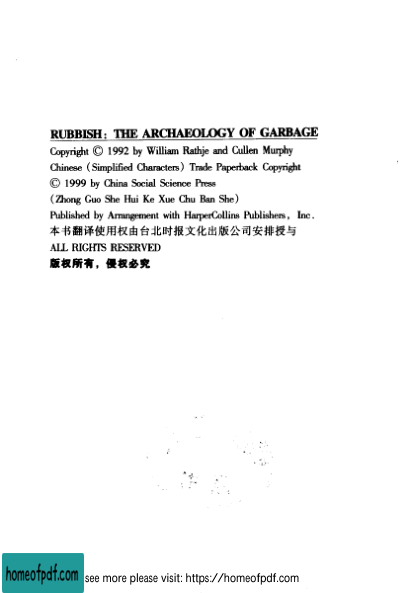 RUBBISH: THE ARCHAEOLOGY OF GARBAGE
Copyright © 1992 by William Rathje and Cullen Murphy
Chinese (Simplified Characters) Trade Paperback Copyright
© 1999 by China Social Science Press
(Zhong Guo She Hui Ke Xue Chu Ban She)
Published by Arrangement with HarperCollins Publishers, Inc.
本书翻译使用权由台北时报文化出版公司安排授与
ALL RIGHTS RESERVED
版权所有，侵权必究
homeofpdf.com
see more please visit: https://homeofpdf.com